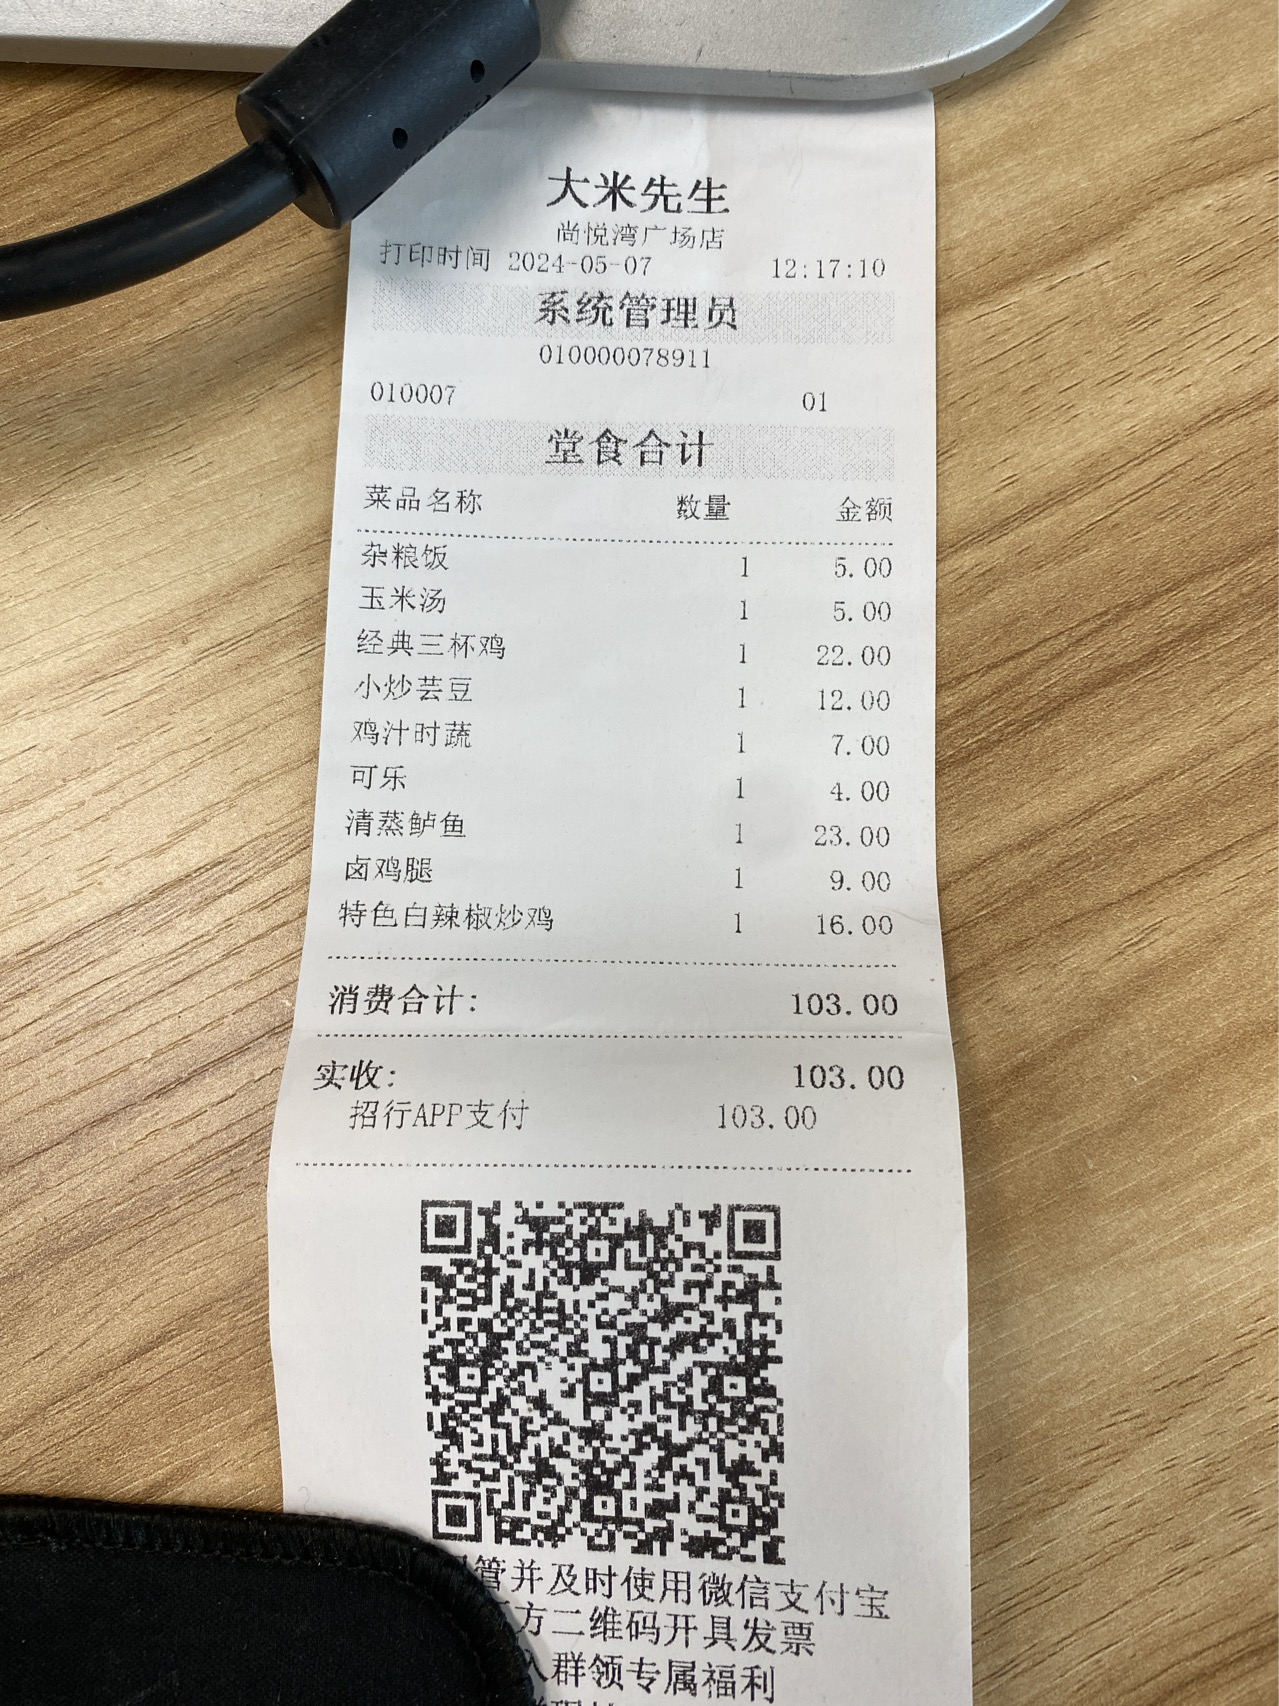 大米先生
尚悦湾广场店
打印时间 2024-05-07 12:17:10
系统管理员
010000078911
010007 01
堂食合计
菜品名称 数量 金额
杂粮饭 1 5.00
玉米汤 1 5.00
经典三杯鸡 1 22.00
小炒芸豆 1 12.00
鸡汁时蔬 1 7.00
可乐 1 4.00
清蒸鲈鱼 1 23.00
卤鸡腿 1 9.00
特色白辣椒炒鸡 1 16.00
消费合计: 103.00
实收: 103.00
招行APP支付 103.00
管并及时使用微信支付宝
方二维码开具发票
群领专属福利